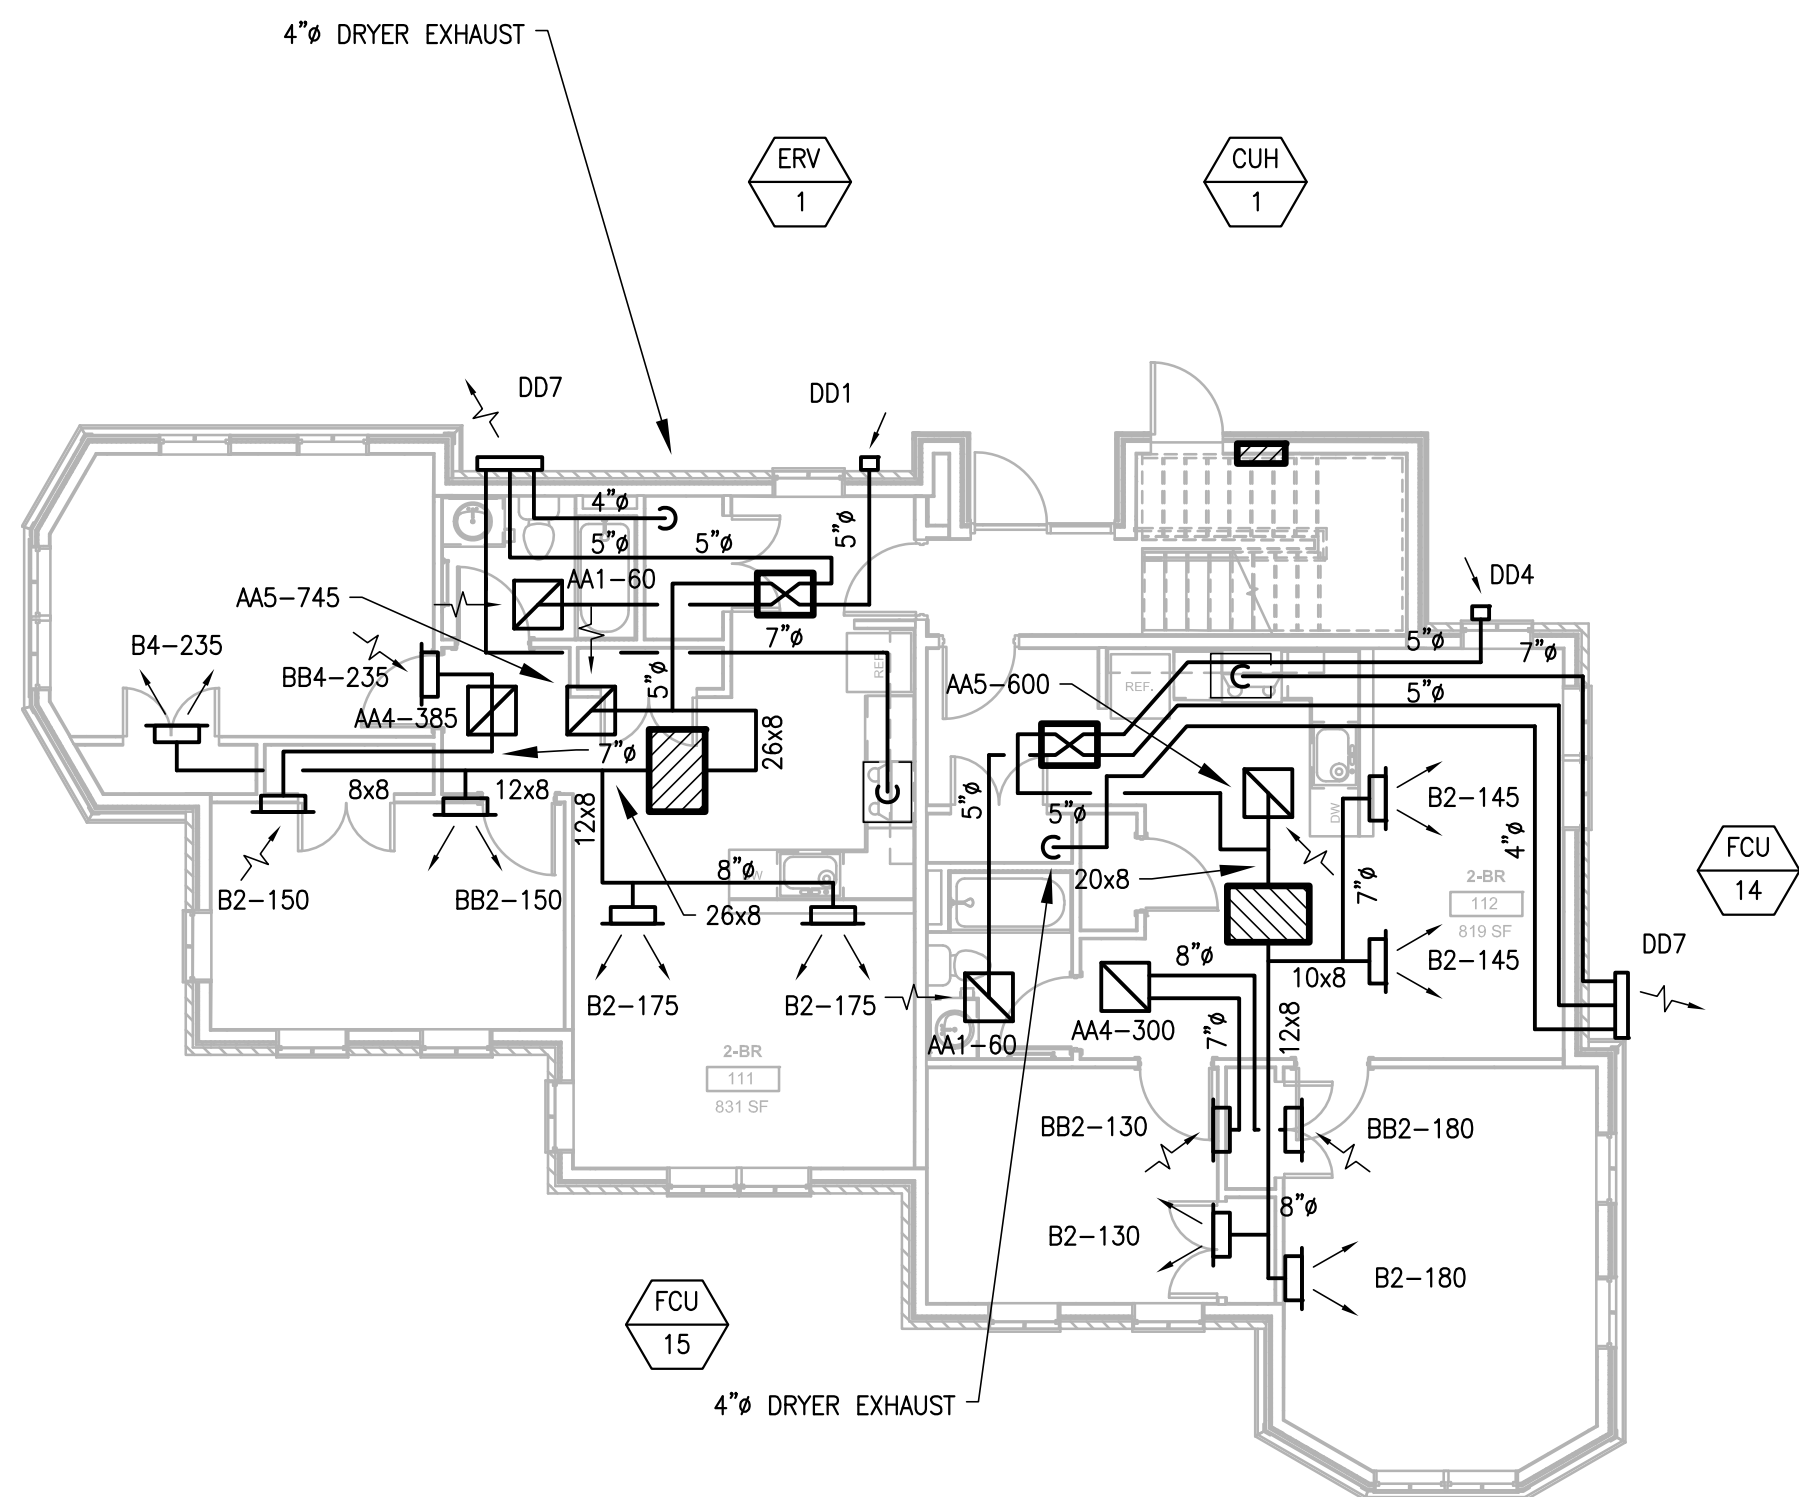 4"ø DRYER EXHAUST
ERV
1
CUH
1
DD7
DD1
4"ø
5"ø
5"ø
5"ø
AA1-60
AA5-745
DD4
B4-235
BB4-235
7"ø
5"ø
REF.
5"ø
7"ø
AA4-385
AA5-600
REF.
5"ø
7"ø
26x8
8x8
12x8
12x8
5"ø
5"ø
DW
B2-145
4"ø
FCU
14
8"ø
DW
20x8
7"ø
2-BR
112
819 SF
B2-150
BB2-150
26x8
8"ø
B2-145
DD7
10x8
B2-175
B2-175
7"ø
12x8
AA1-60
AA4-300
2-BR
111
831 SF
BB2-130
BB2-180
8"ø
B2-130
B2-180
FCU
15
4"ø DRYER EXHAUST